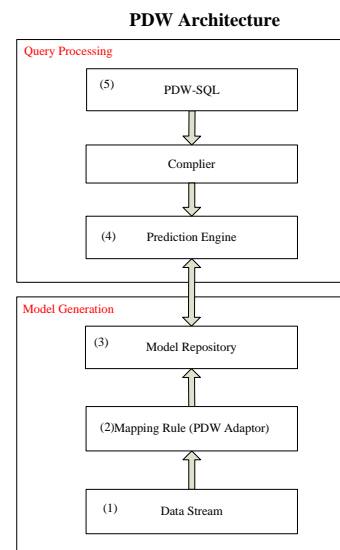 PDW Architecture
Query Processing
(5) PDW-SQL
Complier
(4) Prediction Engine
Model Generation
(3) Model Repository
(2) Mapping Rule (PDW Adaptor)
(1) Data Stream